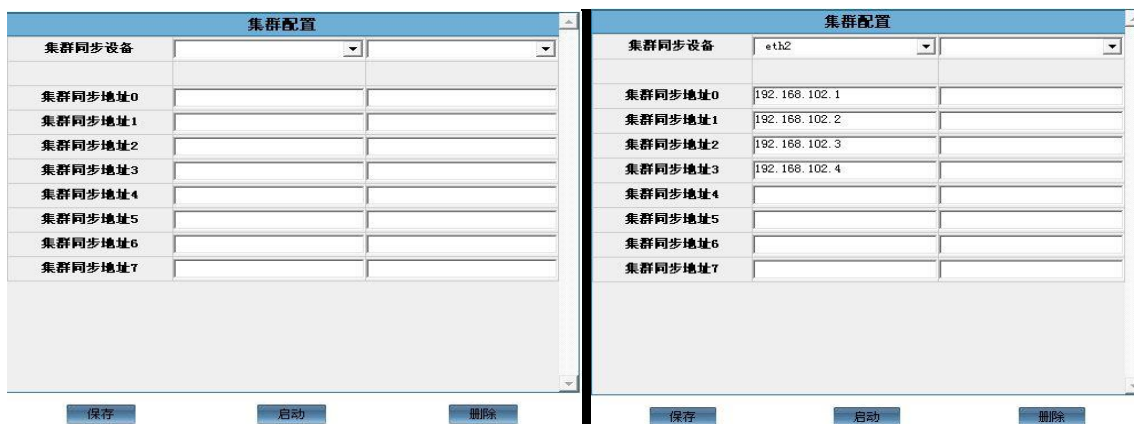 集群配置
集群同步设备
集群同步地址0
集群同步地址1
集群同步地址2
集群同步地址3
集群同步地址4
集群同步地址5
集群同步地址6
集群同步地址7
保存 启动 删除
集群配置
集群同步设备 eth2
集群同步地址0 192.168.102.1
集群同步地址1 192.168.102.2
集群同步地址2 192.168.102.3
集群同步地址3 192.168.102.4
集群同步地址4
集群同步地址5
集群同步地址6
集群同步地址7
保存 启动 删除